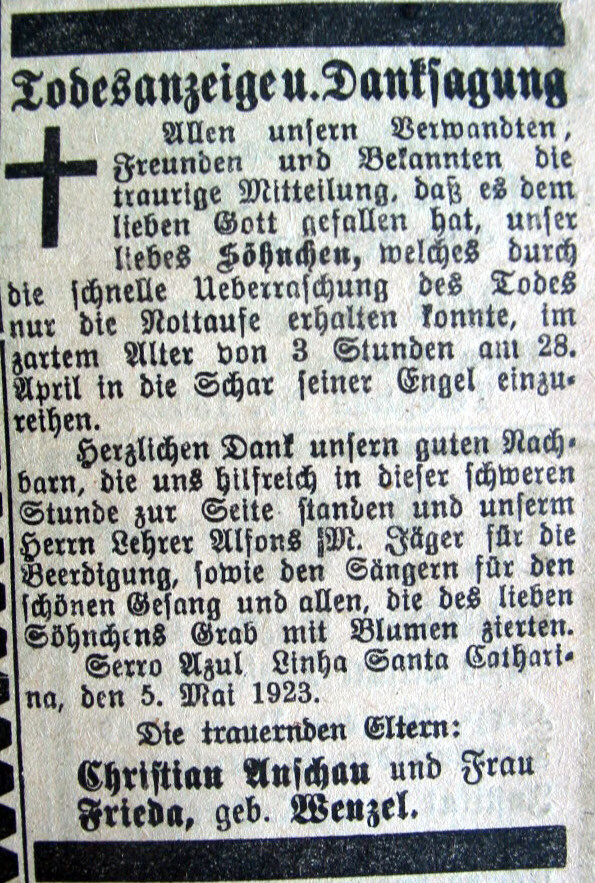 Todesanzeige u. Danksagung
Allen unsern Verwandten,
Freunden und Bekannten die
traurige Mitteilung, daß es dem
lieben Gott gefallen hat, unser
liebes Söhnchen, welches durch
die schnelle Ueberraschung des Todes
nur die Nottaufe erhalten konnte, im
zartem Alter von 3 Stunden am 28.
April in die Schar seiner Engel einzu-
reihen.
Herzlichen Dank unsern guten Nach-
barn, die uns hilfreich in dieser schweren
Stunde zur Seite standen und unserm
Herrn Lehrer Alfons M. Jäger für die
Beerdigung, sowie den Sängern für den
schönen Gesang und allen, die des lieben
Söhnchens Grab mit Blumen zierten.
Serro Azul Linha Santa Cathari-
na, den 5. Mai 1923.
Die trauernden Eltern:
Christian Anschau und Frau
Frieda, geb. Wenzel.